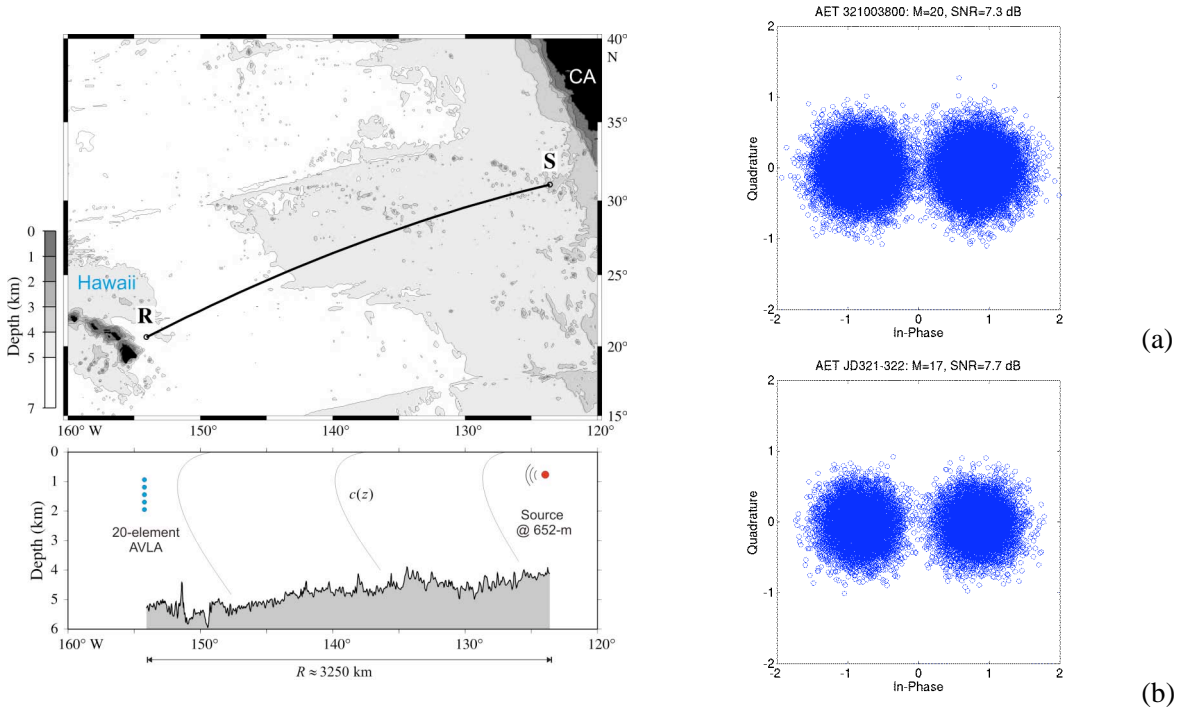 40°
N
CA
35°
S
30°
25°
Hawaii
R
20°
15°
0
1
2
3
4
5
7
Depth (km)
160° W
150°
140°
130°
120°
0
1
2
3
4
5
6
Depth (km)
c(z)
20-element
AVLA
Source
@ 652-m
160° W
150°
140°
130°
120°
R ≈ 3250 km
AET 321003800: M=20, SNR=7.3 dB
2
1
0
-1
-2
Quadrature
-2
-1
0
1
2
In-Phase
(a)
AET JD321-322: M=17, SNR=7.7 dB
2
1
0
-1
-2
Quadrature
-2
-1
0
1
2
In-Phase
(b)